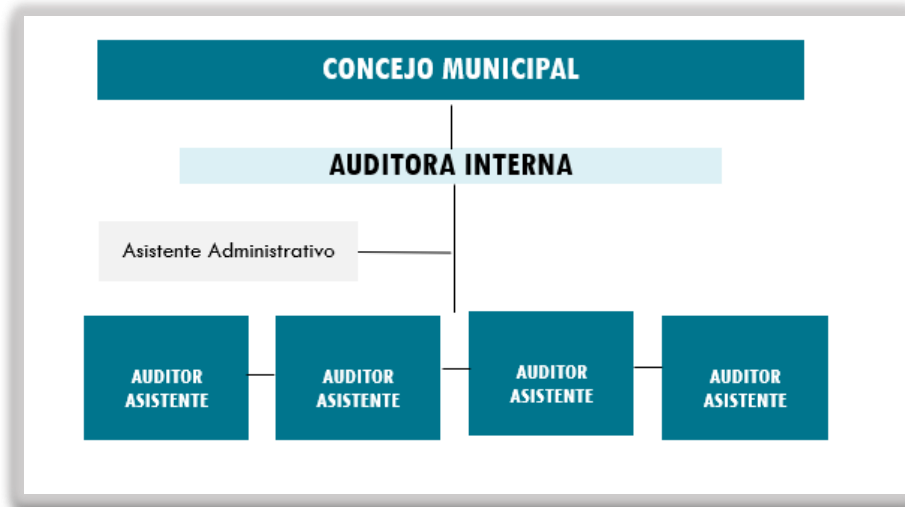 CONCEJO MUNICIPAL
AUDITORA INTERNA
Asistente Administrativo
AUDITOR
ASISTENTE
AUDITOR
ASISTENTE
AUDITOR
ASISTENTE
AUDITOR
ASISTENTE